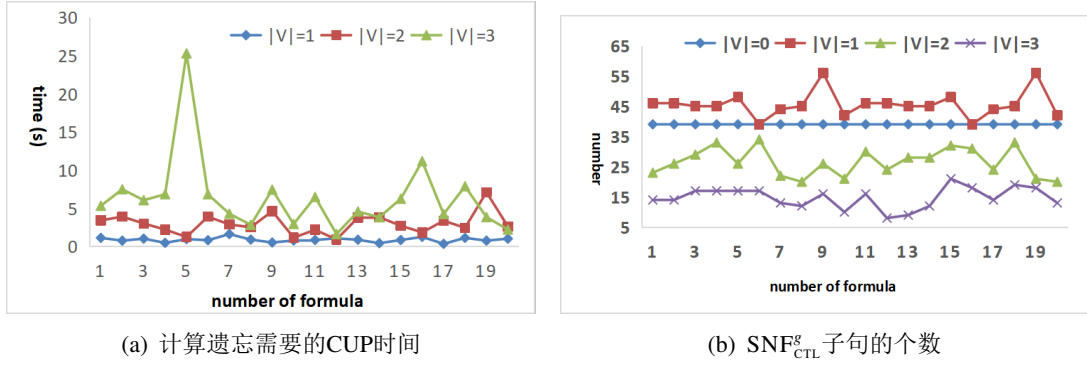 30
25
20
15
10
5
0
time (s)
|V|=1 |V|=2 |V|=3
1 3 5 7 9 11 13 15 17 19
number of formula
(a) 计算遗忘需要的CUP时间
65
55
45
35
25
15
5
number
|V|=0 |V|=1 |V|=2 |V|=3
1 3 5 7 9 11 13 15 17 19
number of formula
(b) SNF^g_CTL子句的个数